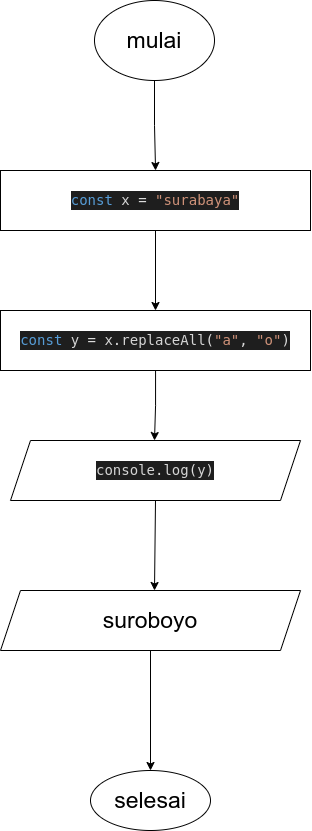 mulai
const x = "surabaya"
const y = x.replaceAll("a", "o")
console.log(y)
suroboyo
selesai